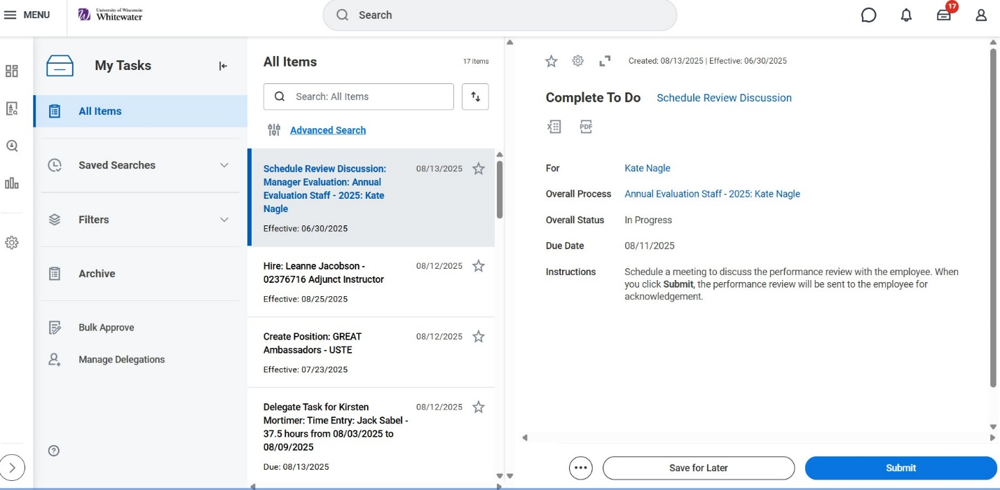 MENU
University of Wisconsin
Whitewater
Search
17
My Tasks
All Items
Saved Searches
Filters
Archive
Bulk Approve
Manage Delegations
All Items
17 items
Search: All Items
Advanced Search
Schedule Review Discussion: 08/13/2025
Manager Evaluation: Annual
Evaluation Staff - 2025: Kate
Nagle
Effective: 06/30/2025
Hire: Leanne Jacobson - 08/12/2025
02376716 Adjunct Instructor
Effective: 08/25/2025
Create Position: GREAT 08/12/2025
Ambassadors - USTE
Effective: 07/23/2025
Delegate Task for Kirsten 08/12/2025
Mortimer: Time Entry: Jack Sabel -
37.5 hours from 08/03/2025 to
08/09/2025
Due: 08/13/2025
Created: 08/13/2025 | Effective: 06/30/2025
Complete To Do Schedule Review Discussion
PDF
For Kate Nagle
Overall Process Annual Evaluation Staff - 2025: Kate Nagle
Overall Status In Progress
Due Date 08/11/2025
Instructions Schedule a meeting to discuss the performance review with the employee. When
you click Submit, the performance review will be sent to the employee for
acknowledgement.
Save for Later
Submit